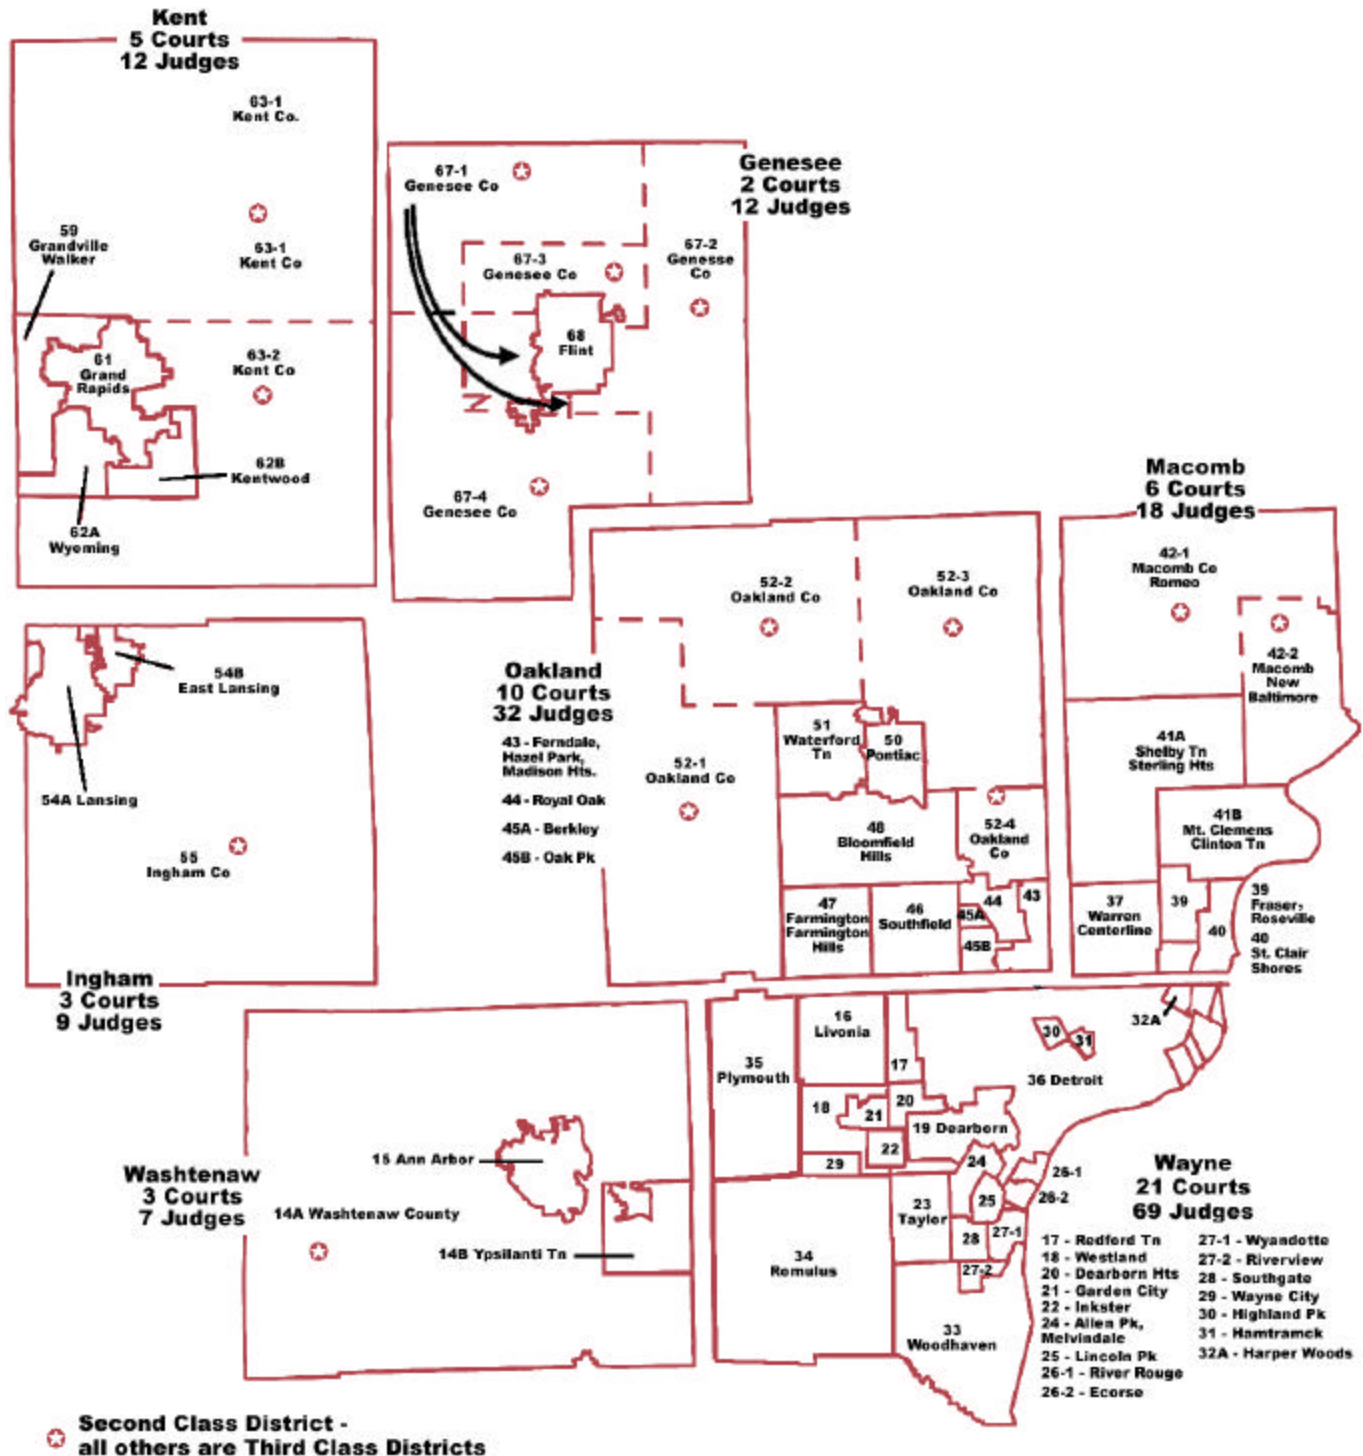 Kent
5 Courts
12 Judges
63-1
Kent Co.
63-1
Kent Co
59
Grandville
Walker
61
Grand
Rapids
63-2
Kent Co
62B
Kentwood
62A
Wyoming
Genesee
2 Courts
12 Judges
67-1
Genesee Co
67-2
Genesse
Co
67-3
Genesee Co
68
Flint
67-4
Genesee Co
Macomb
6 Courts
18 Judges
42-1
Macomb Co
Romeo
42-2
Macomb
New
Baltimore
41A
Shelby Tn
Sterling Hts
41B
Mt. Clemens
Clinton Tn
37
Warren
Centerline
39
40
39
Fraser,
Roseville
40
St. Clair
Shores
Oakland
10 Courts
32 Judges
43 - Ferndale,
Hazel Park,
Madison Hts.
44 - Royal Oak
45A - Berkley
45B - Oak Pk
52-2
Oakland Co
52-3
Oakland Co
51
Waterford
Tn
50
Pontiac
52-1
Oakland Co
48
Bloomfield
Hills
52-4
Oakland
Co
47
Farmington
Farmington
Hills
46
Southfield
45A
44
43
45B
54B
East Lansing
54A Lansing
55
Ingham Co
Ingham
3 Courts
9 Judges
Washtenaw
3 Courts
7 Judges
15 Ann Arbor
14A Washtenaw County
14B Ypsilanti Tn
35
Plymouth
16
Livonia
17
30
31
32A
36 Detroit
18
21
20
19 Dearborn
22
29
24
26-1
26-2
25
23
Taylor
28
27-1
27-2
34
Romulus
33
Woodhaven
Wayne
21 Courts
69 Judges
17 - Redford Tn
18 - Westland
20 - Dearborn Hts
21 - Garden City
22 - Inkster
24 - Allen Pk,
Melvindale
25 - Lincoln Pk
26-1 - River Rouge
26-2 - Ecorse
27-1 - Wyandotte
27-2 - Riverview
28 - Southgate
29 - Wayne City
30 - Highland Pk
31 - Hamtramck
32A - Harper Woods
Second Class District -
all others are Third Class Districts